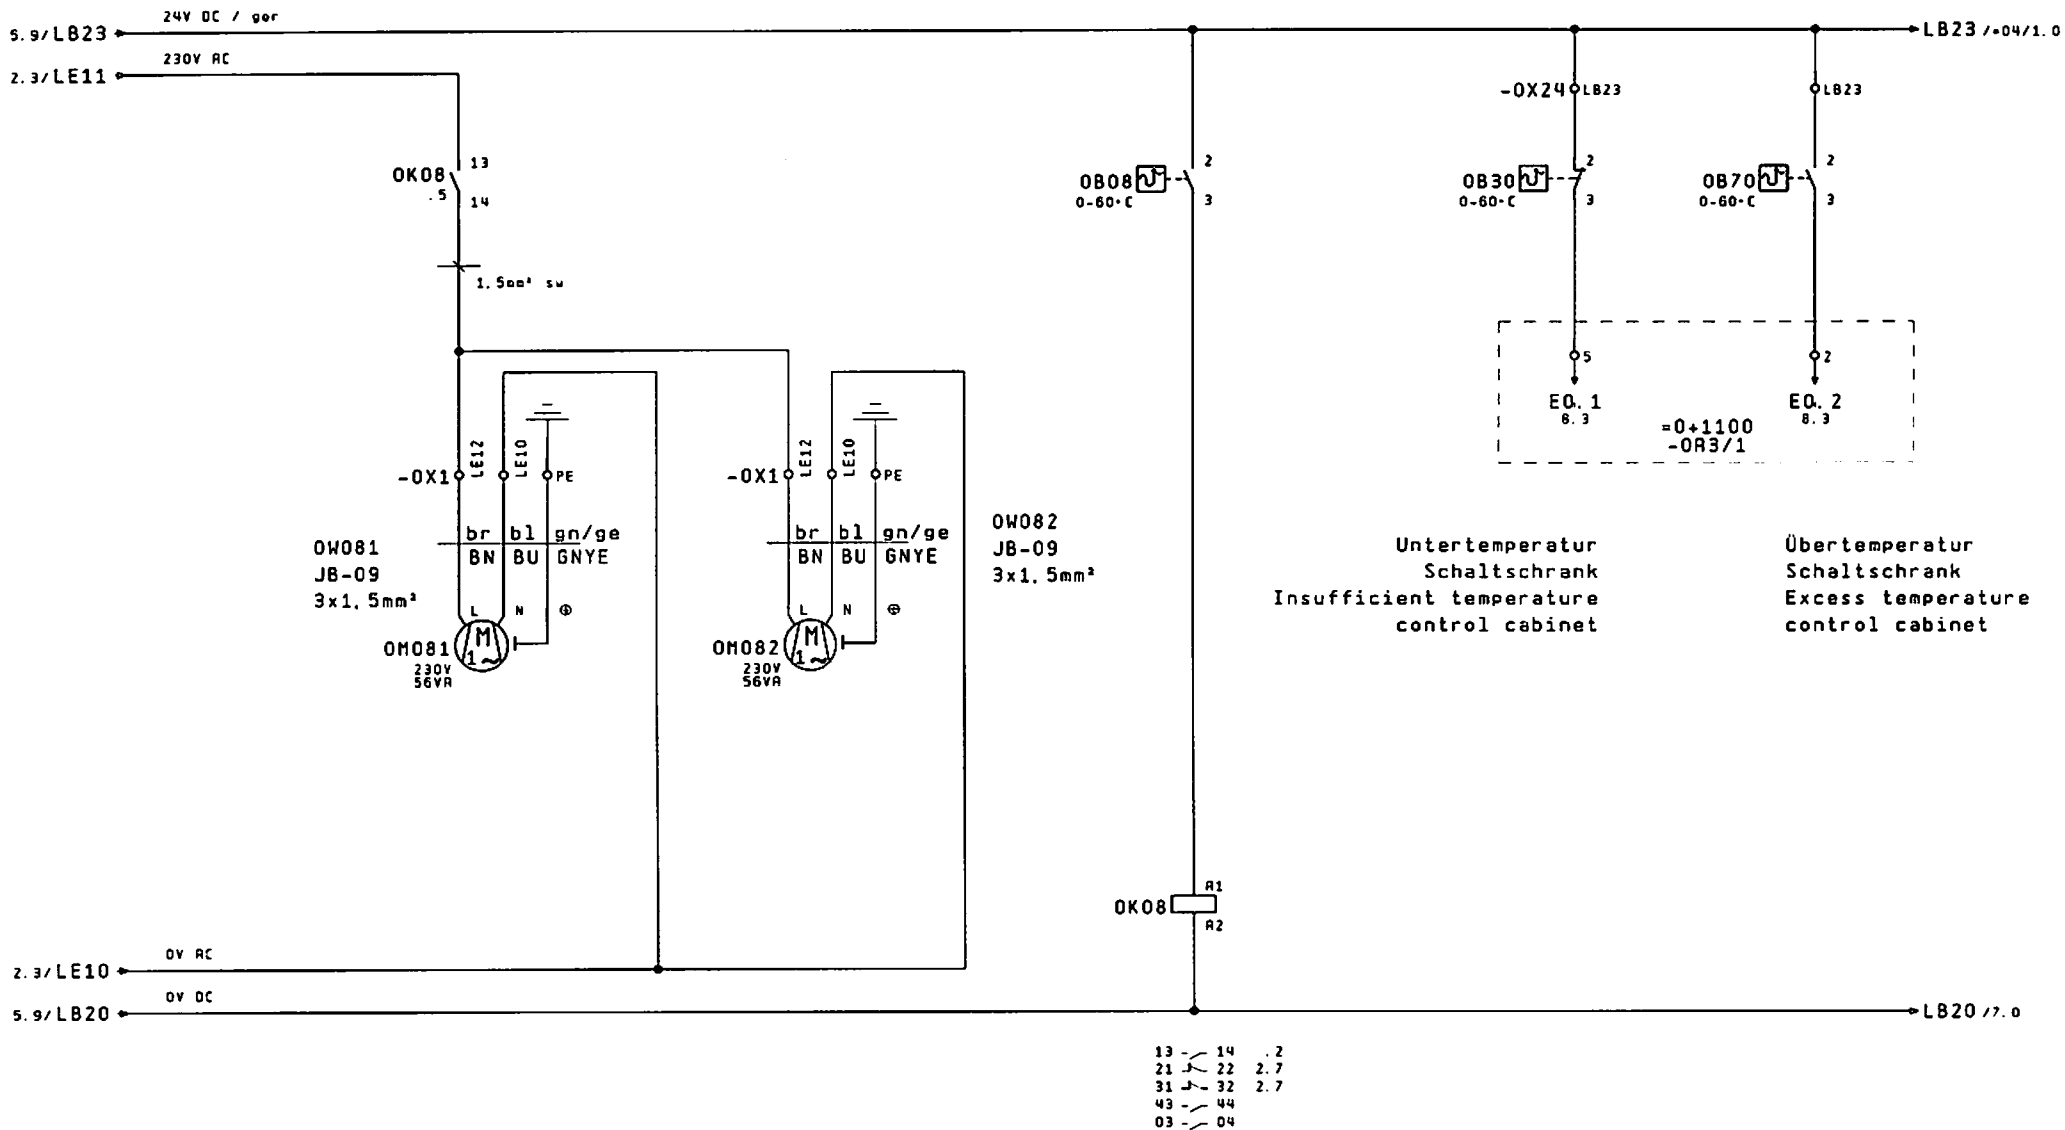 24V DC / ger
5.9/LB23
LB23 /=04/1.0
230V AC
2.3/LE11
-0X24 LB23
LB23
13
0K08
.5
14
2
0B08
0-60°C
3
2
0B30
0-60°C
3
2
0B70
0-60°C
3
1,5mm² sw
5
2
E0.1
8.3
E0.2
8.3
=0+1100
-0A3/1
LE12
LE10
-0X1
PE
LE12
LE10
-0X1
PE
0W081
JB-09
3x1,5mm²
br bl gn/ge
BN BU GNYE
br bl gn/ge
BN BU GNYE
0W082
JB-09
3x1,5mm²
L N
0M081
M
1~
230V
56VA
L N
0M082
M
1~
230V
56VA
Untertemperatur
Schaltschrank
Insufficient temperature
control cabinet
Übertemperatur
Schaltschrank
Excess temperature
control cabinet
A1
0K08
A2
0V AC
2.3/LE10
0V DC
5.9/LB20
LB20 /7.0
13 14 .2
21 22 2.7
31 32 2.7
43 44
03 04